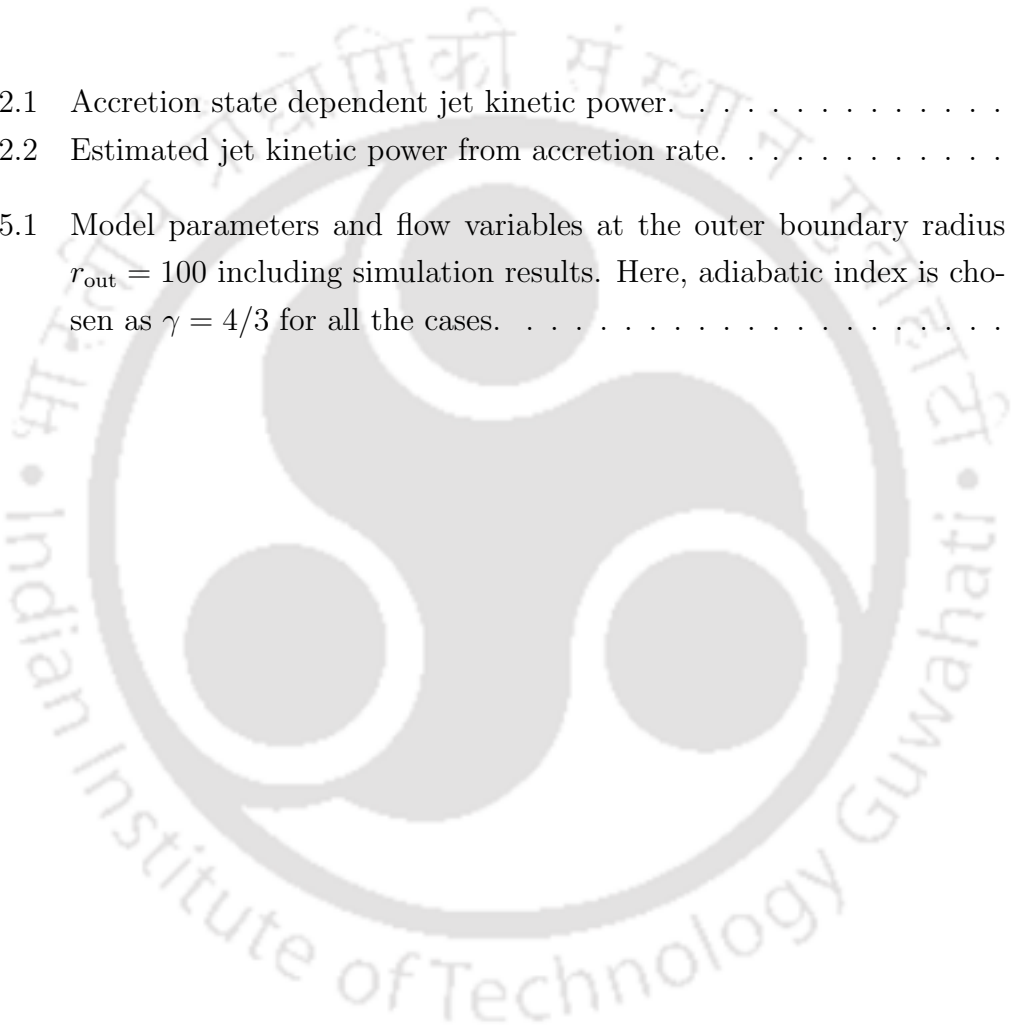 2.1 Accretion state dependent jet kinetic power. . . . . . . . . . . . . .
2.2 Estimated jet kinetic power from accretion rate. . . . . . . . . . . .
5.1 Model parameters and flow variables at the outer boundary radius
r_out = 100 including simulation results. Here, adiabatic index is cho-
sen as γ = 4/3 for all the cases. . . . . . . . . . . . . . . . . . . . .
भारतीय प्रौद्योगिकी संस्थान गुवाहाटी
• Indian Institute of Technology Guwahati •